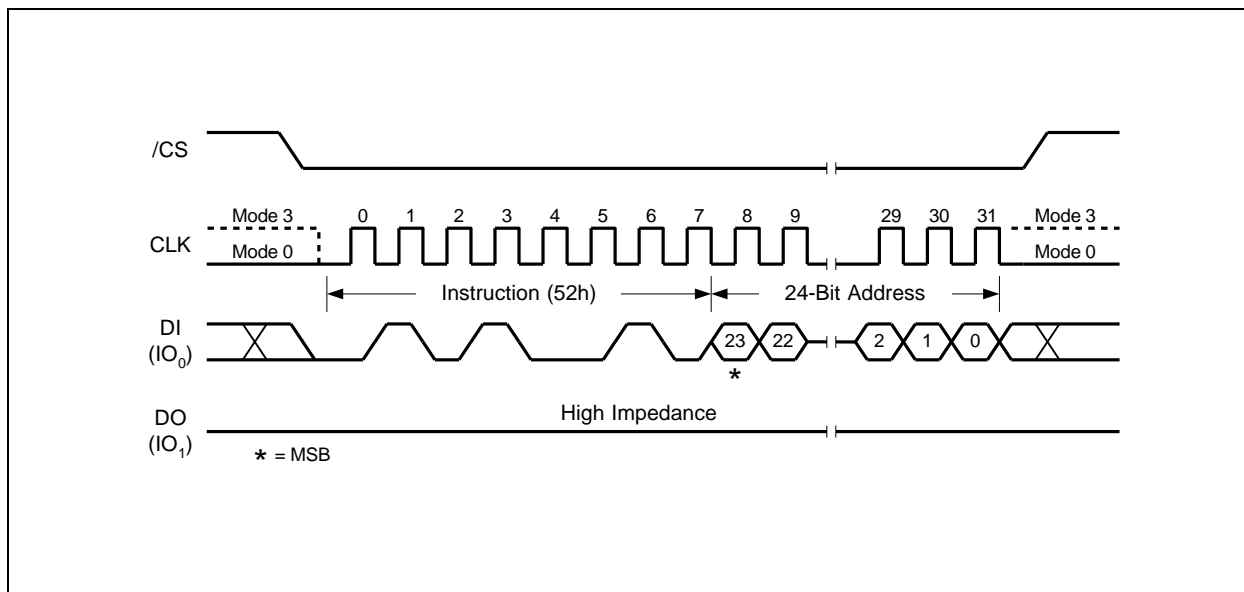 /CS
Mode 3 0 1 2 3 4 5 6 7 8 9 29 30 31 Mode 3
CLK
Mode 0 Mode 0
Instruction (52h) 24-Bit Address
DI
(IO0)
23 22 2 1 0
*
High Impedance
DO
(IO1)
* = MSB